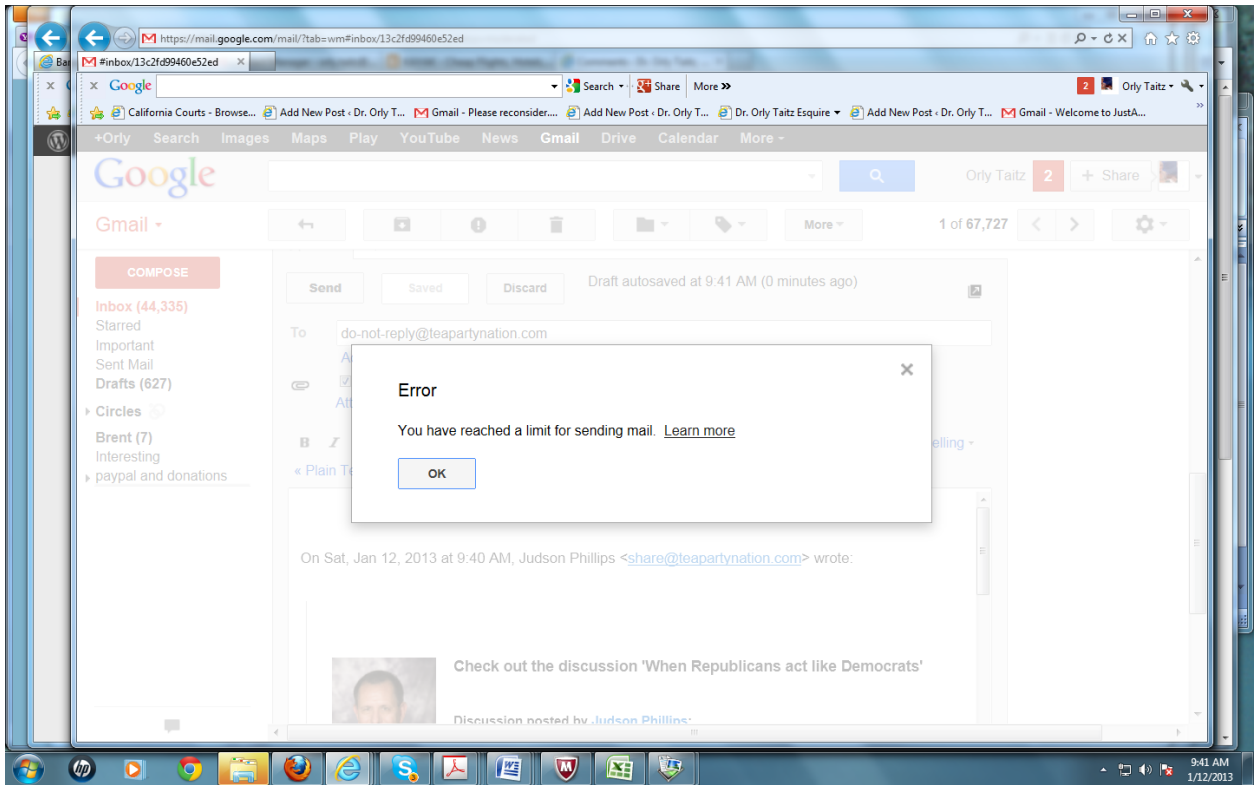 https://mail.google.com/mail/?tab=wm#inbox/13c2fd99460e52ed
Bar
#inbox/13c2fd99460e52ed
x Google Search Share More » 2 Orly Taitz
California Courts - Browse... Add New Post ‹ Dr. Orly T... Gmail - Please reconsider.... Add New Post ‹ Dr. Orly T... Dr. Orly Taitz Esquire Add New Post ‹ Dr. Orly T... Gmail - Welcome to JustA... »
+Orly Search Images Maps Play YouTube News Gmail Drive Calendar More
Google Orly Taitz 2 + Share
Gmail More 1 of 67,727
COMPOSE
Send Saved Discard Draft autosaved at 9:41 AM (0 minutes ago)
Inbox (44,335)
Starred
Important
Sent Mail
Drafts (627)
Circles
Brent (7)
Interesting
paypal and donations
To do-not-reply@teapartynation.com
Att
Error
You have reached a limit for sending mail. Learn more
OK
B I elling
« Plain Te
On Sat, Jan 12, 2013 at 9:40 AM, Judson Phillips <share@teapartynation.com> wrote:
Check out the discussion 'When Republicans act like Democrats'
Discussion posted by Judson Phillips:
9:41 AM
1/12/2013